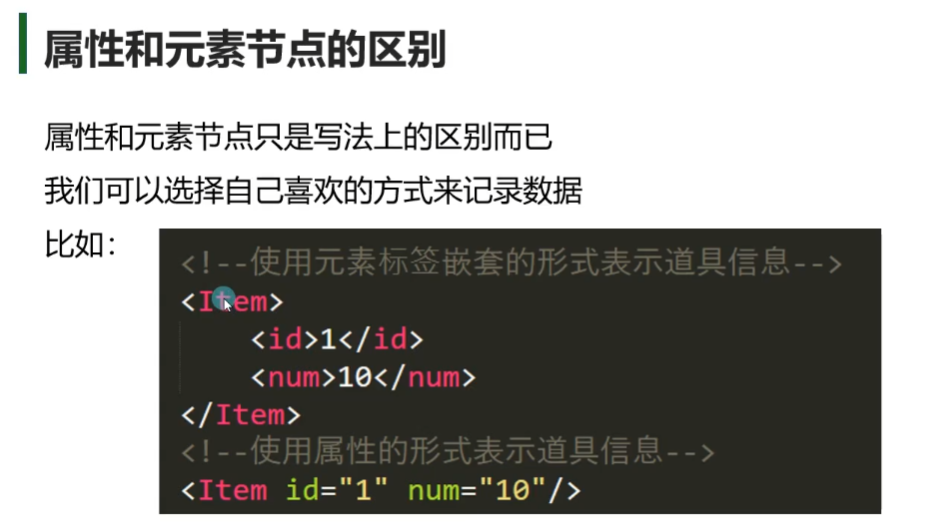 属性和元素节点的区别
属性和元素节点只是写法上的区别而已
我们可以选择自己喜欢的方式来记录数据
比如：
<!--使用元素标签嵌套的形式表示道具信息-->
<Item>
<id>1</id>
<num>10</num>
</Item>
<!--使用属性的形式表示道具信息-->
<Item id="1" num="10"/>